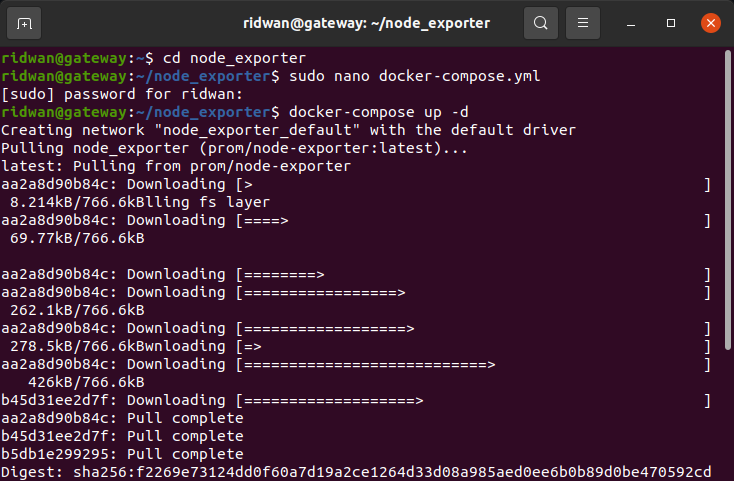 ridwan@gateway: ~/node_exporter
ridwan@gateway:~$ cd node_exporter
ridwan@gateway:~/node_exporter$ sudo nano docker-compose.yml
[sudo] password for ridwan:
ridwan@gateway:~/node_exporter$ docker-compose up -d
Creating network "node_exporter_default" with the default driver
Pulling node_exporter (prom/node-exporter:latest)...
latest: Pulling from prom/node-exporter
aa2a8d90b84c: Downloading [>                                                  ]
 8.214kB/766.6kBlling fs layer
aa2a8d90b84c: Downloading [====>                                              ]
 69.77kB/766.6kB
aa2a8d90b84c: Downloading [========>                                          ]
aa2a8d90b84c: Downloading [=================>                                 ]
 262.1kB/766.6kB
aa2a8d90b84c: Downloading [==================>                                ]
 278.5kB/766.6kBwnloading [=>                                                 ]
aa2a8d90b84c: Downloading [===========================>                       ]
   426kB/766.6kB
b45d31ee2d7f: Downloading [===================>                               ]
aa2a8d90b84c: Pull complete
b45d31ee2d7f: Pull complete
b5db1e299295: Pull complete
Digest: sha256:f2269e73124dd0f60a7d19a2ce1264d33d08a985aed0ee6b0b89d0be470592cd